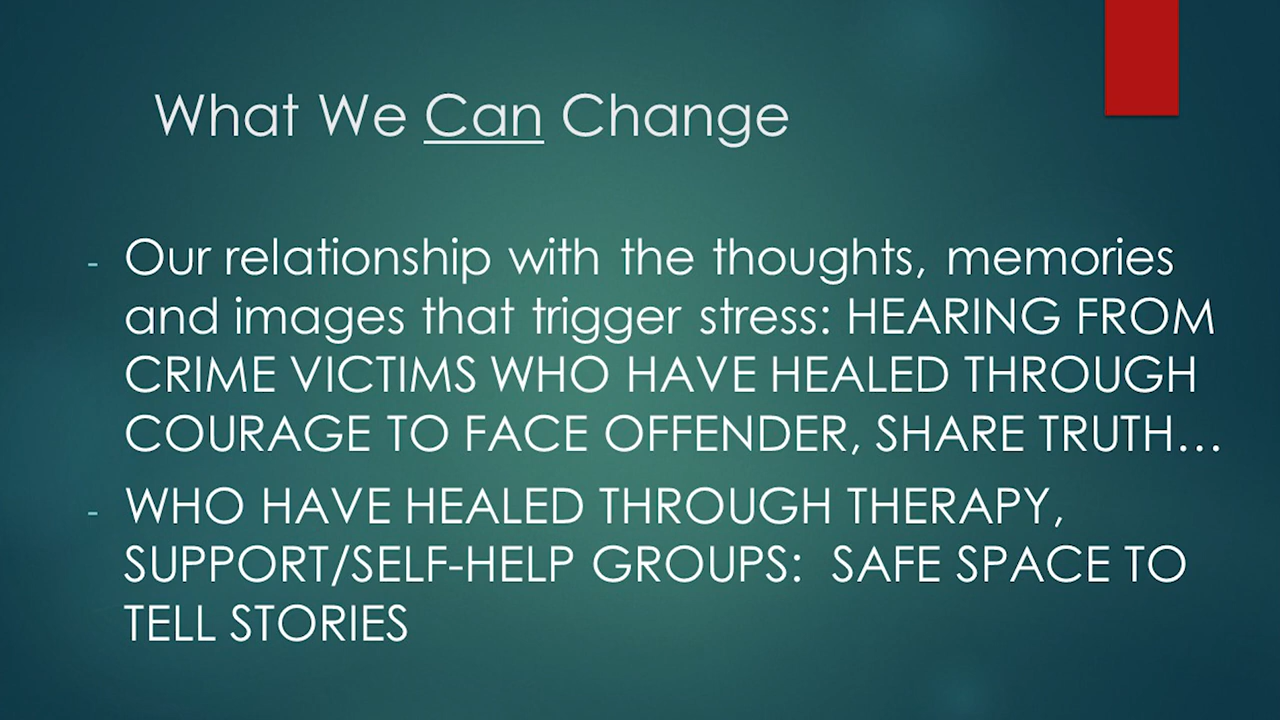 What We Can Change
- Our relationship with the thoughts, memories
and images that trigger stress: HEARING FROM
CRIME VICTIMS WHO HAVE HEALED THROUGH
COURAGE TO FACE OFFENDER, SHARE TRUTH…
- WHO HAVE HEALED THROUGH THERAPY,
SUPPORT/SELF-HELP GROUPS:  SAFE SPACE TO
TELL STORIES